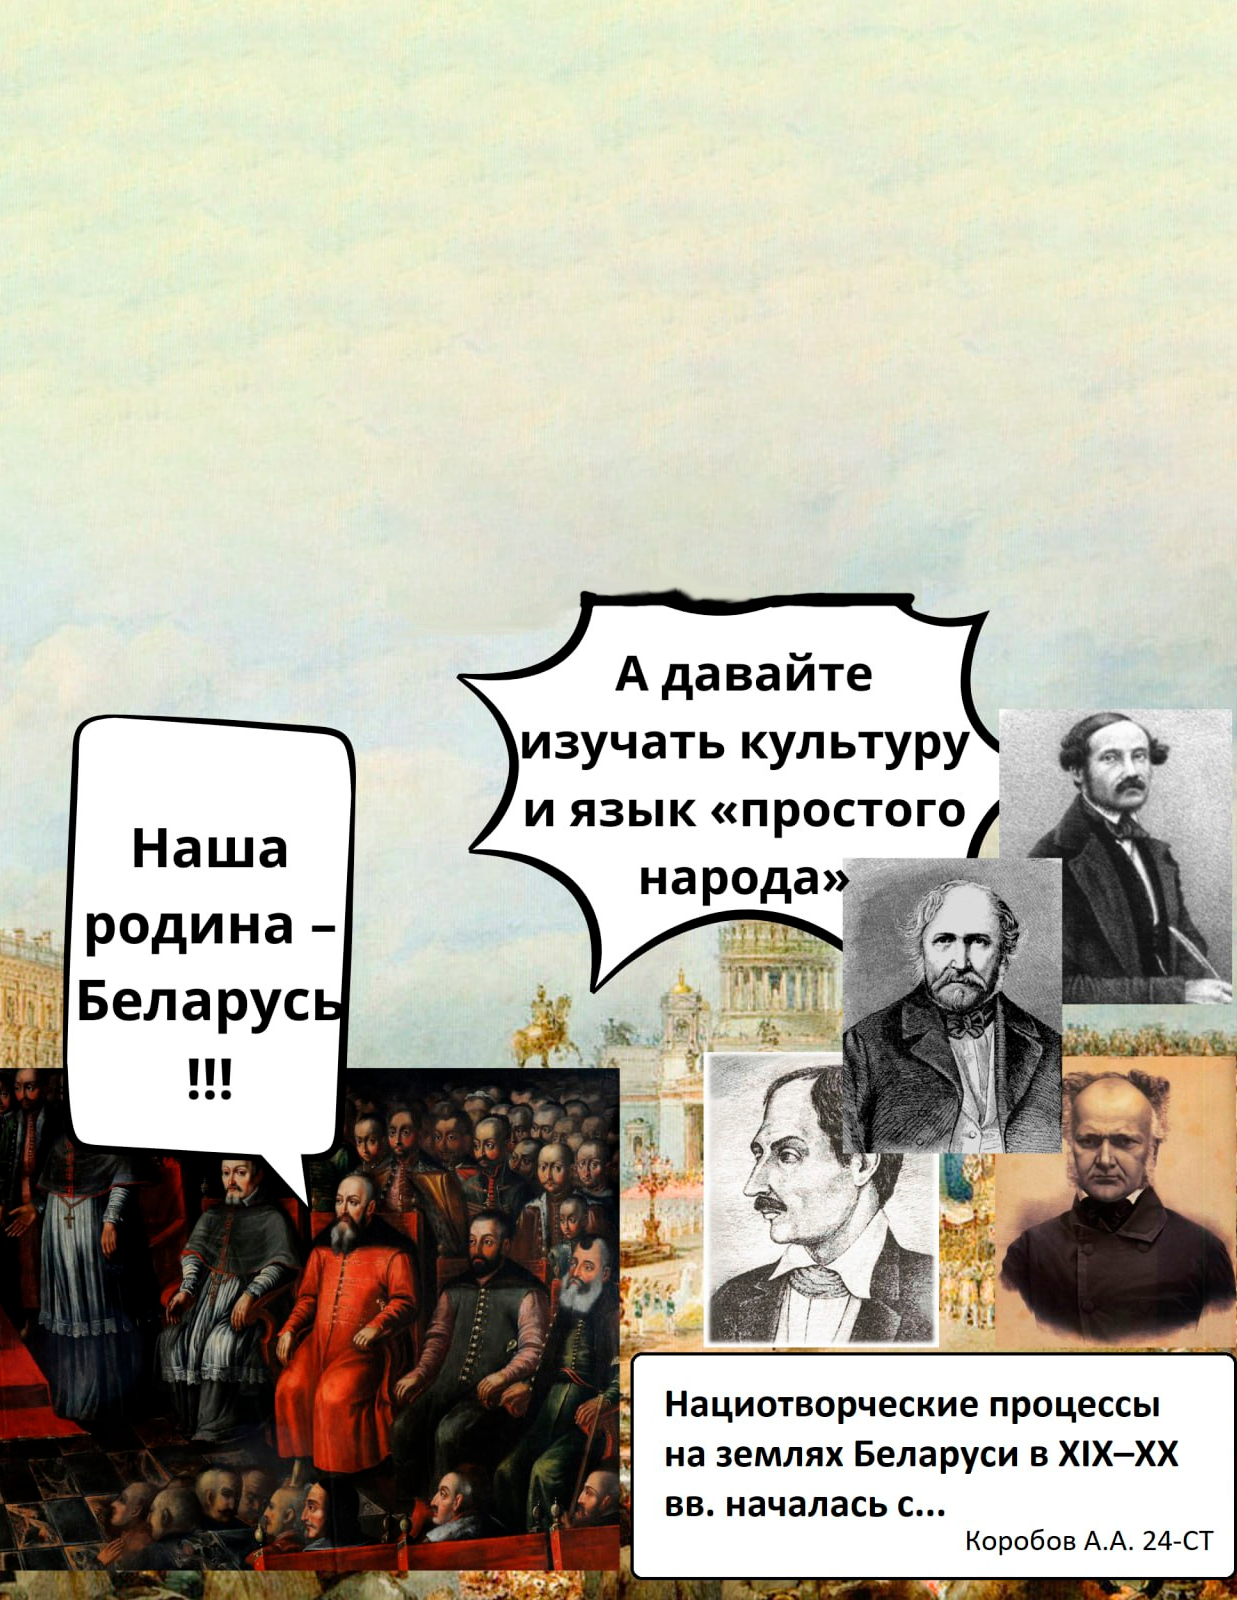 А давайте
изучать культуру
и язык «простого
народа»
Наша
родина –
Беларусь
!!!
Нациотворческие процессы
на землях Беларуси в XIX–XX
вв. началась с...
Коробов А.А. 24-СТ